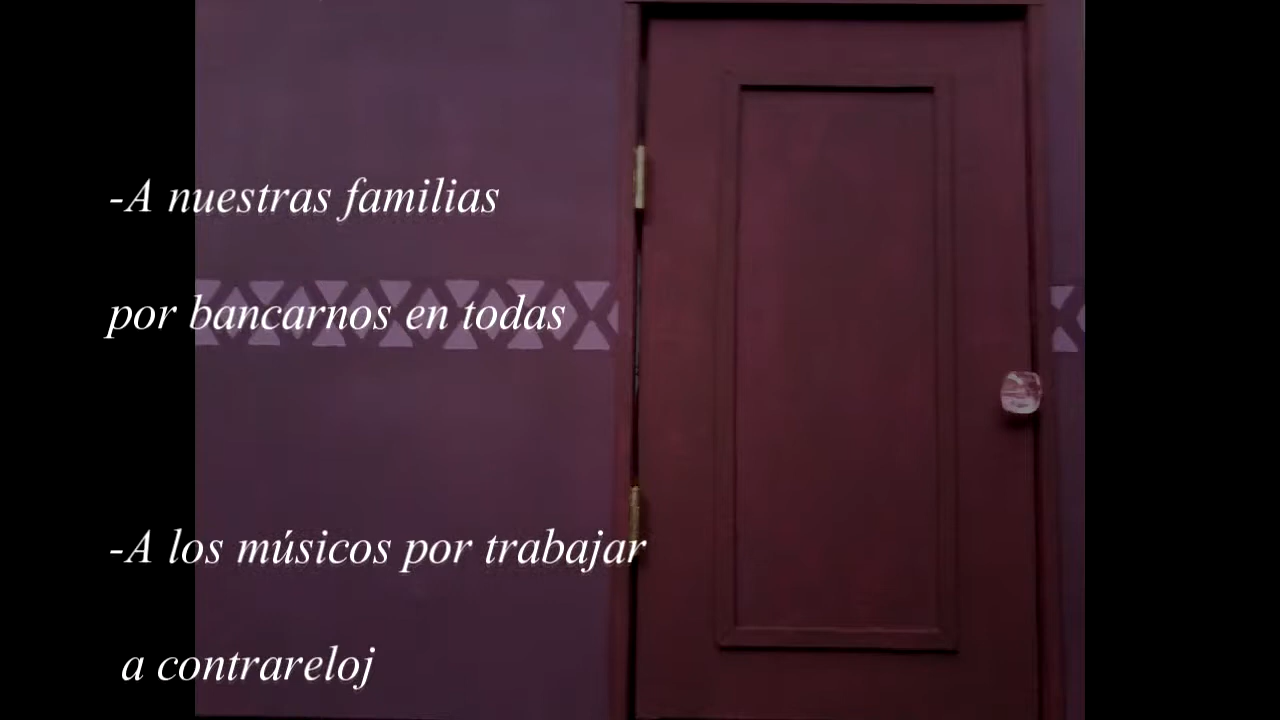 -A nuestras familias
por bancarnos en todas
-A los músicos por trabajar
a contrareloj